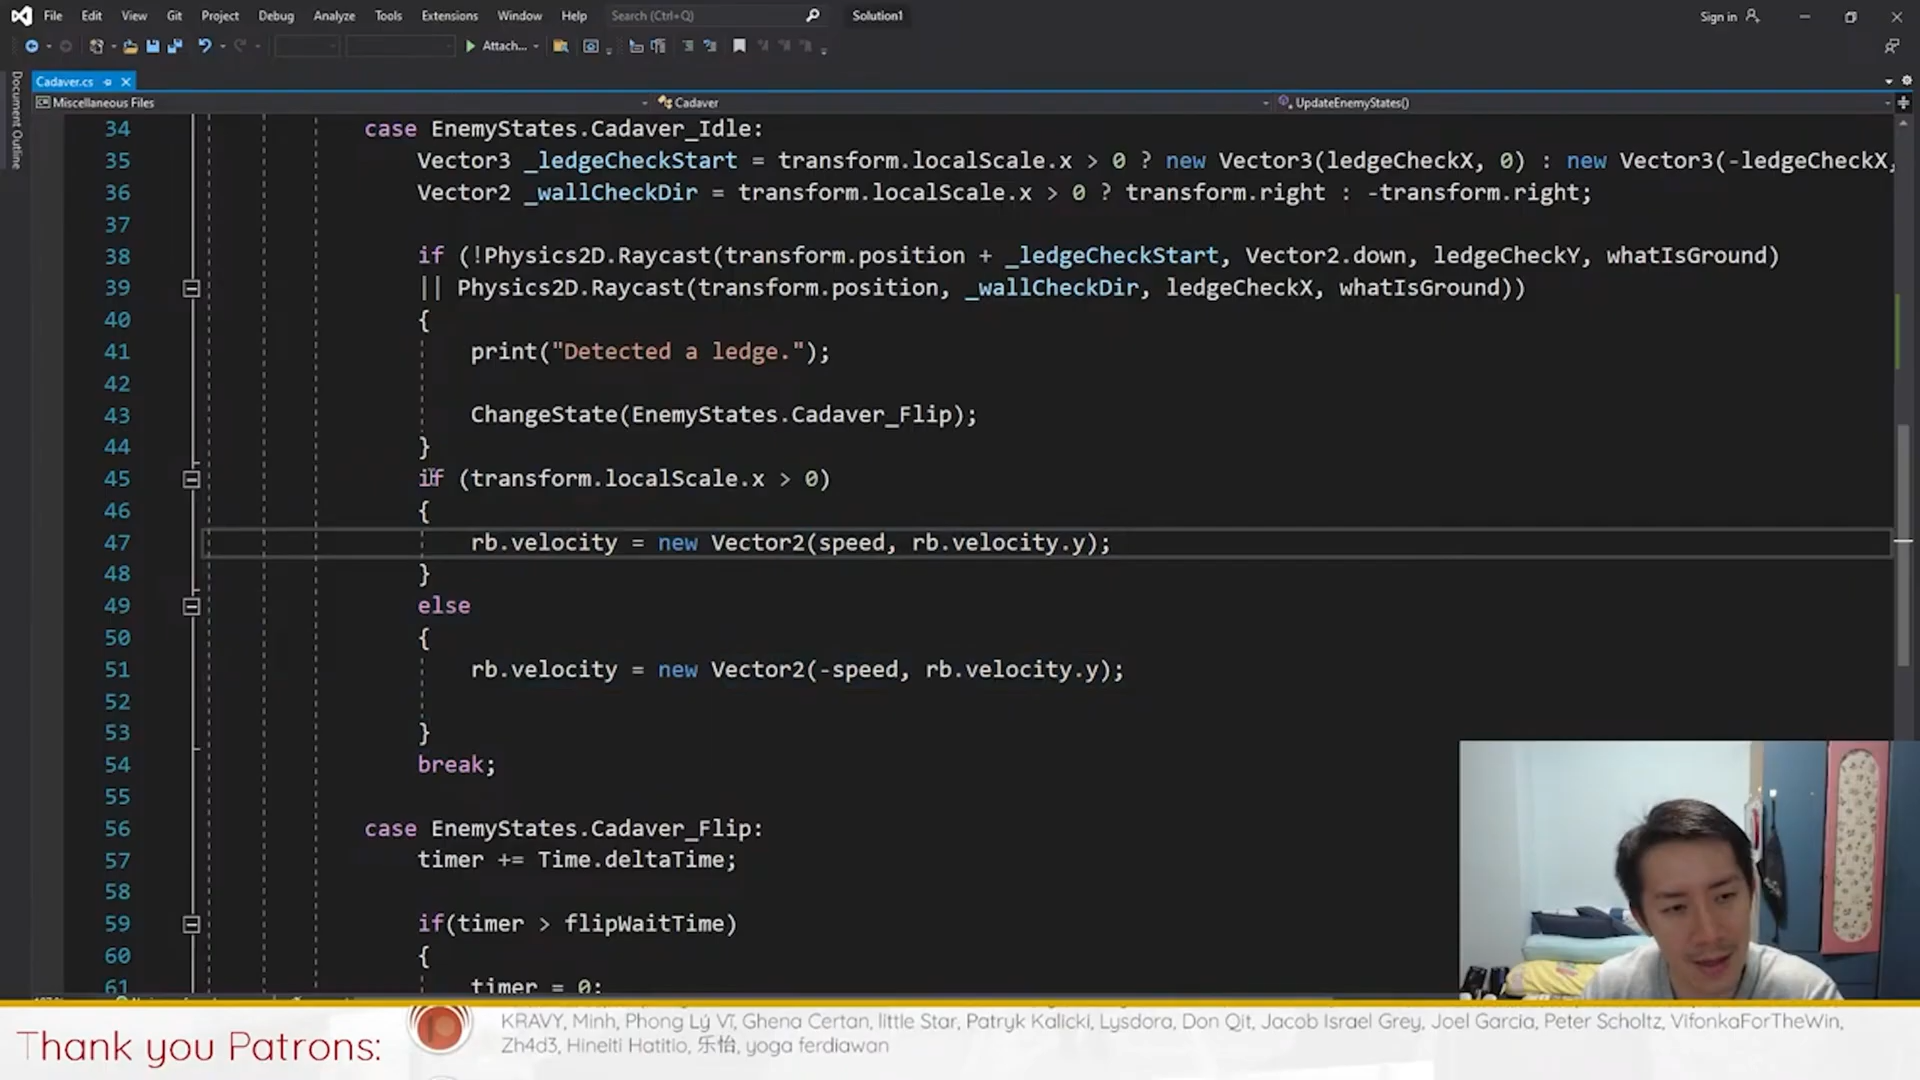 File Edit View Git Project Debug Analyze Tools Extensions Window Help Search (Ctrl+Q) Solution1 Sign in
Attach...
Cadaver.cs
Document Outline
Miscellaneous Files Cadaver UpdateEnemyStates()
34 case EnemyStates.Cadaver_Idle:
35 Vector3 _ledgeCheckStart = transform.localScale.x > 0 ? new Vector3(ledgeCheckX, 0) : new Vector3(-ledgeCheckX,
36 Vector2 _wallCheckDir = transform.localScale.x > 0 ? transform.right : -transform.right;
37
38 if (!Physics2D.Raycast(transform.position + _ledgeCheckStart, Vector2.down, ledgeCheckY, whatIsGround)
39 || Physics2D.Raycast(transform.position, _wallCheckDir, ledgeCheckX, whatIsGround))
40 {
41 print("Detected a ledge.");
42
43 ChangeState(EnemyStates.Cadaver_Flip);
44 }
45 if (transform.localScale.x > 0)
46 {
47 rb.velocity = new Vector2(speed, rb.velocity.y);
48 }
49 else
50 {
51 rb.velocity = new Vector2(-speed, rb.velocity.y);
52
53 }
54 break;
55
56 case EnemyStates.Cadaver_Flip:
57 timer += Time.deltaTime;
58
59 if(timer > flipWaitTime)
60 {
61 timer = 0;
Thank you Patrons:
KRAVY, Minh, Phong Lý Vĩ, Ghena Certan, little Star, Patryk Kalicki, Lysdora, Don Qit, Jacob Israel Grey, Joel Garcia, Peter Scholtz, VifonkaForTheWin,
Zh4d3, Hineiti Hatitio, 乐怡, yoga ferdiawan